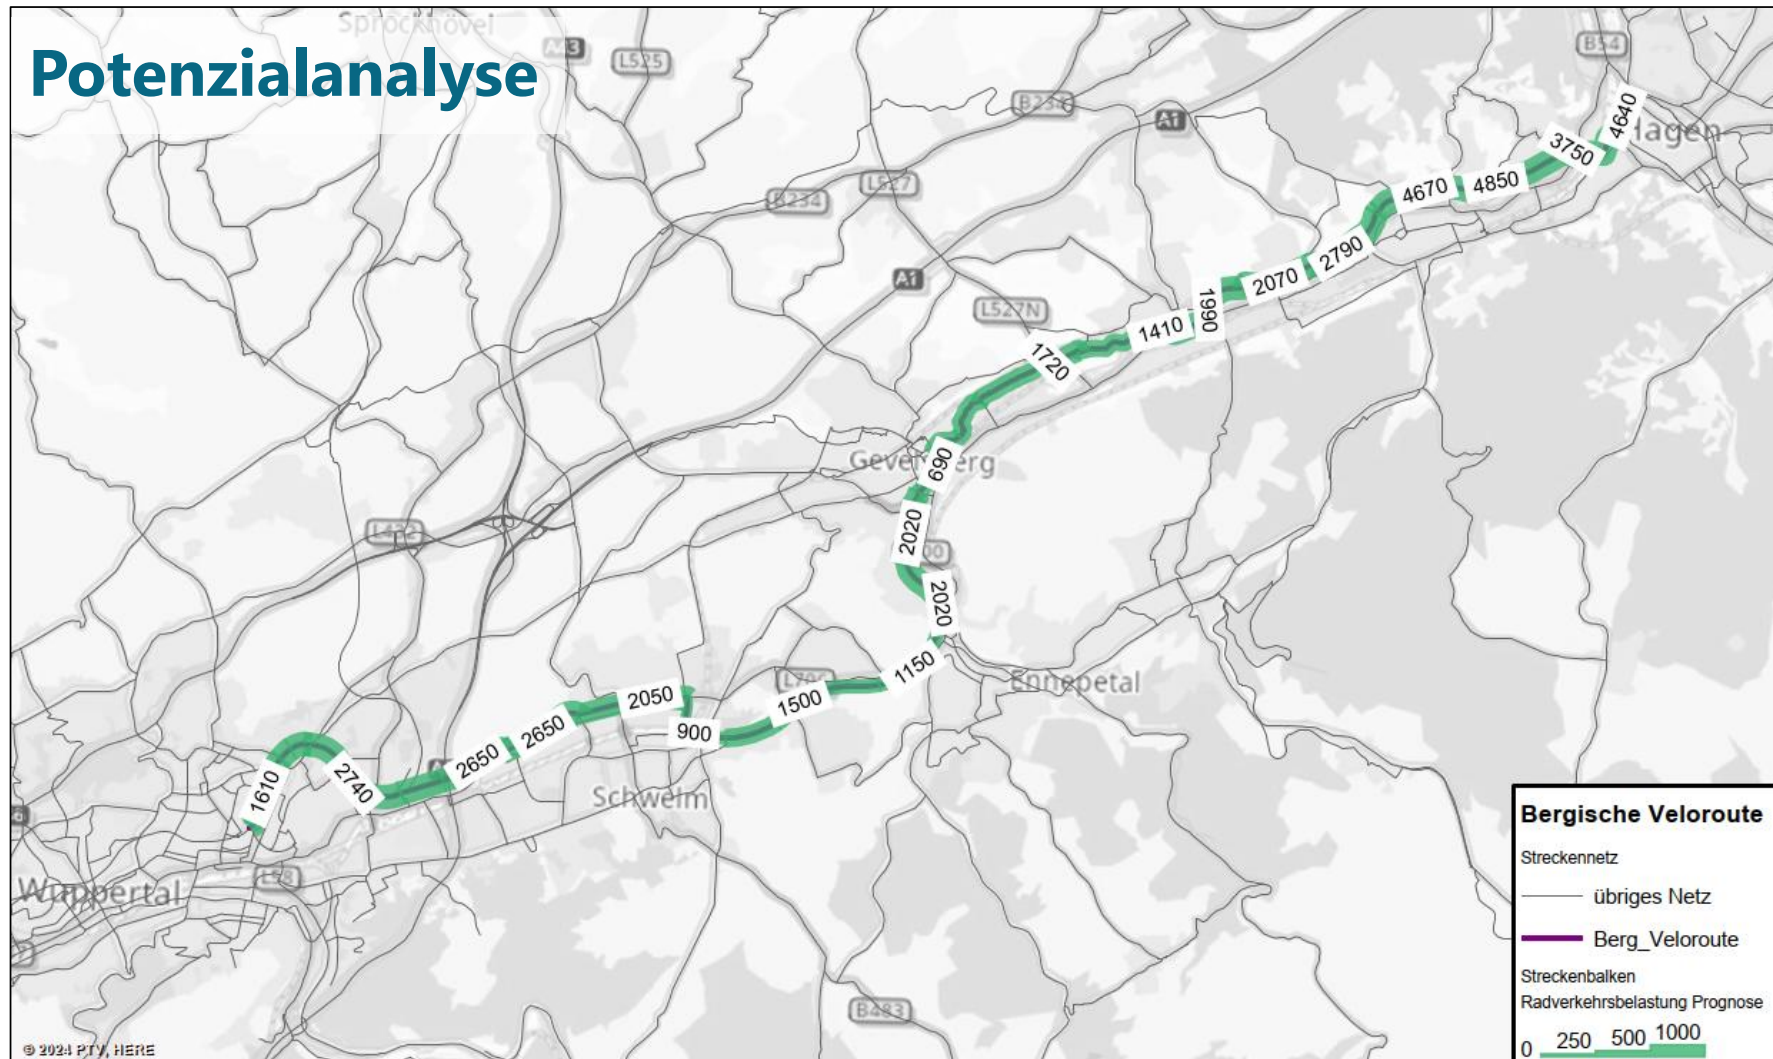 Sprockhövel
Potenzialanalyse
A43
L525
B54
B234
A1
4640
Hagen
3750
4670
4850
L527
B234
2790
2070
1990
A1
L527N
1410
1720
690
Gevelsberg
2020
L422
2020
1150
Ennepetal
1500
2050
900
2650
2650
2740
1610
Schwelm
Wuppertal
L58
B483
Bergische Veloroute
Streckennetz
übriges Netz
Berg_Veloroute
Streckenbalken
Radverkehrsbelastung Prognose
0 250 500 1000
© 2024 PTV, HERE